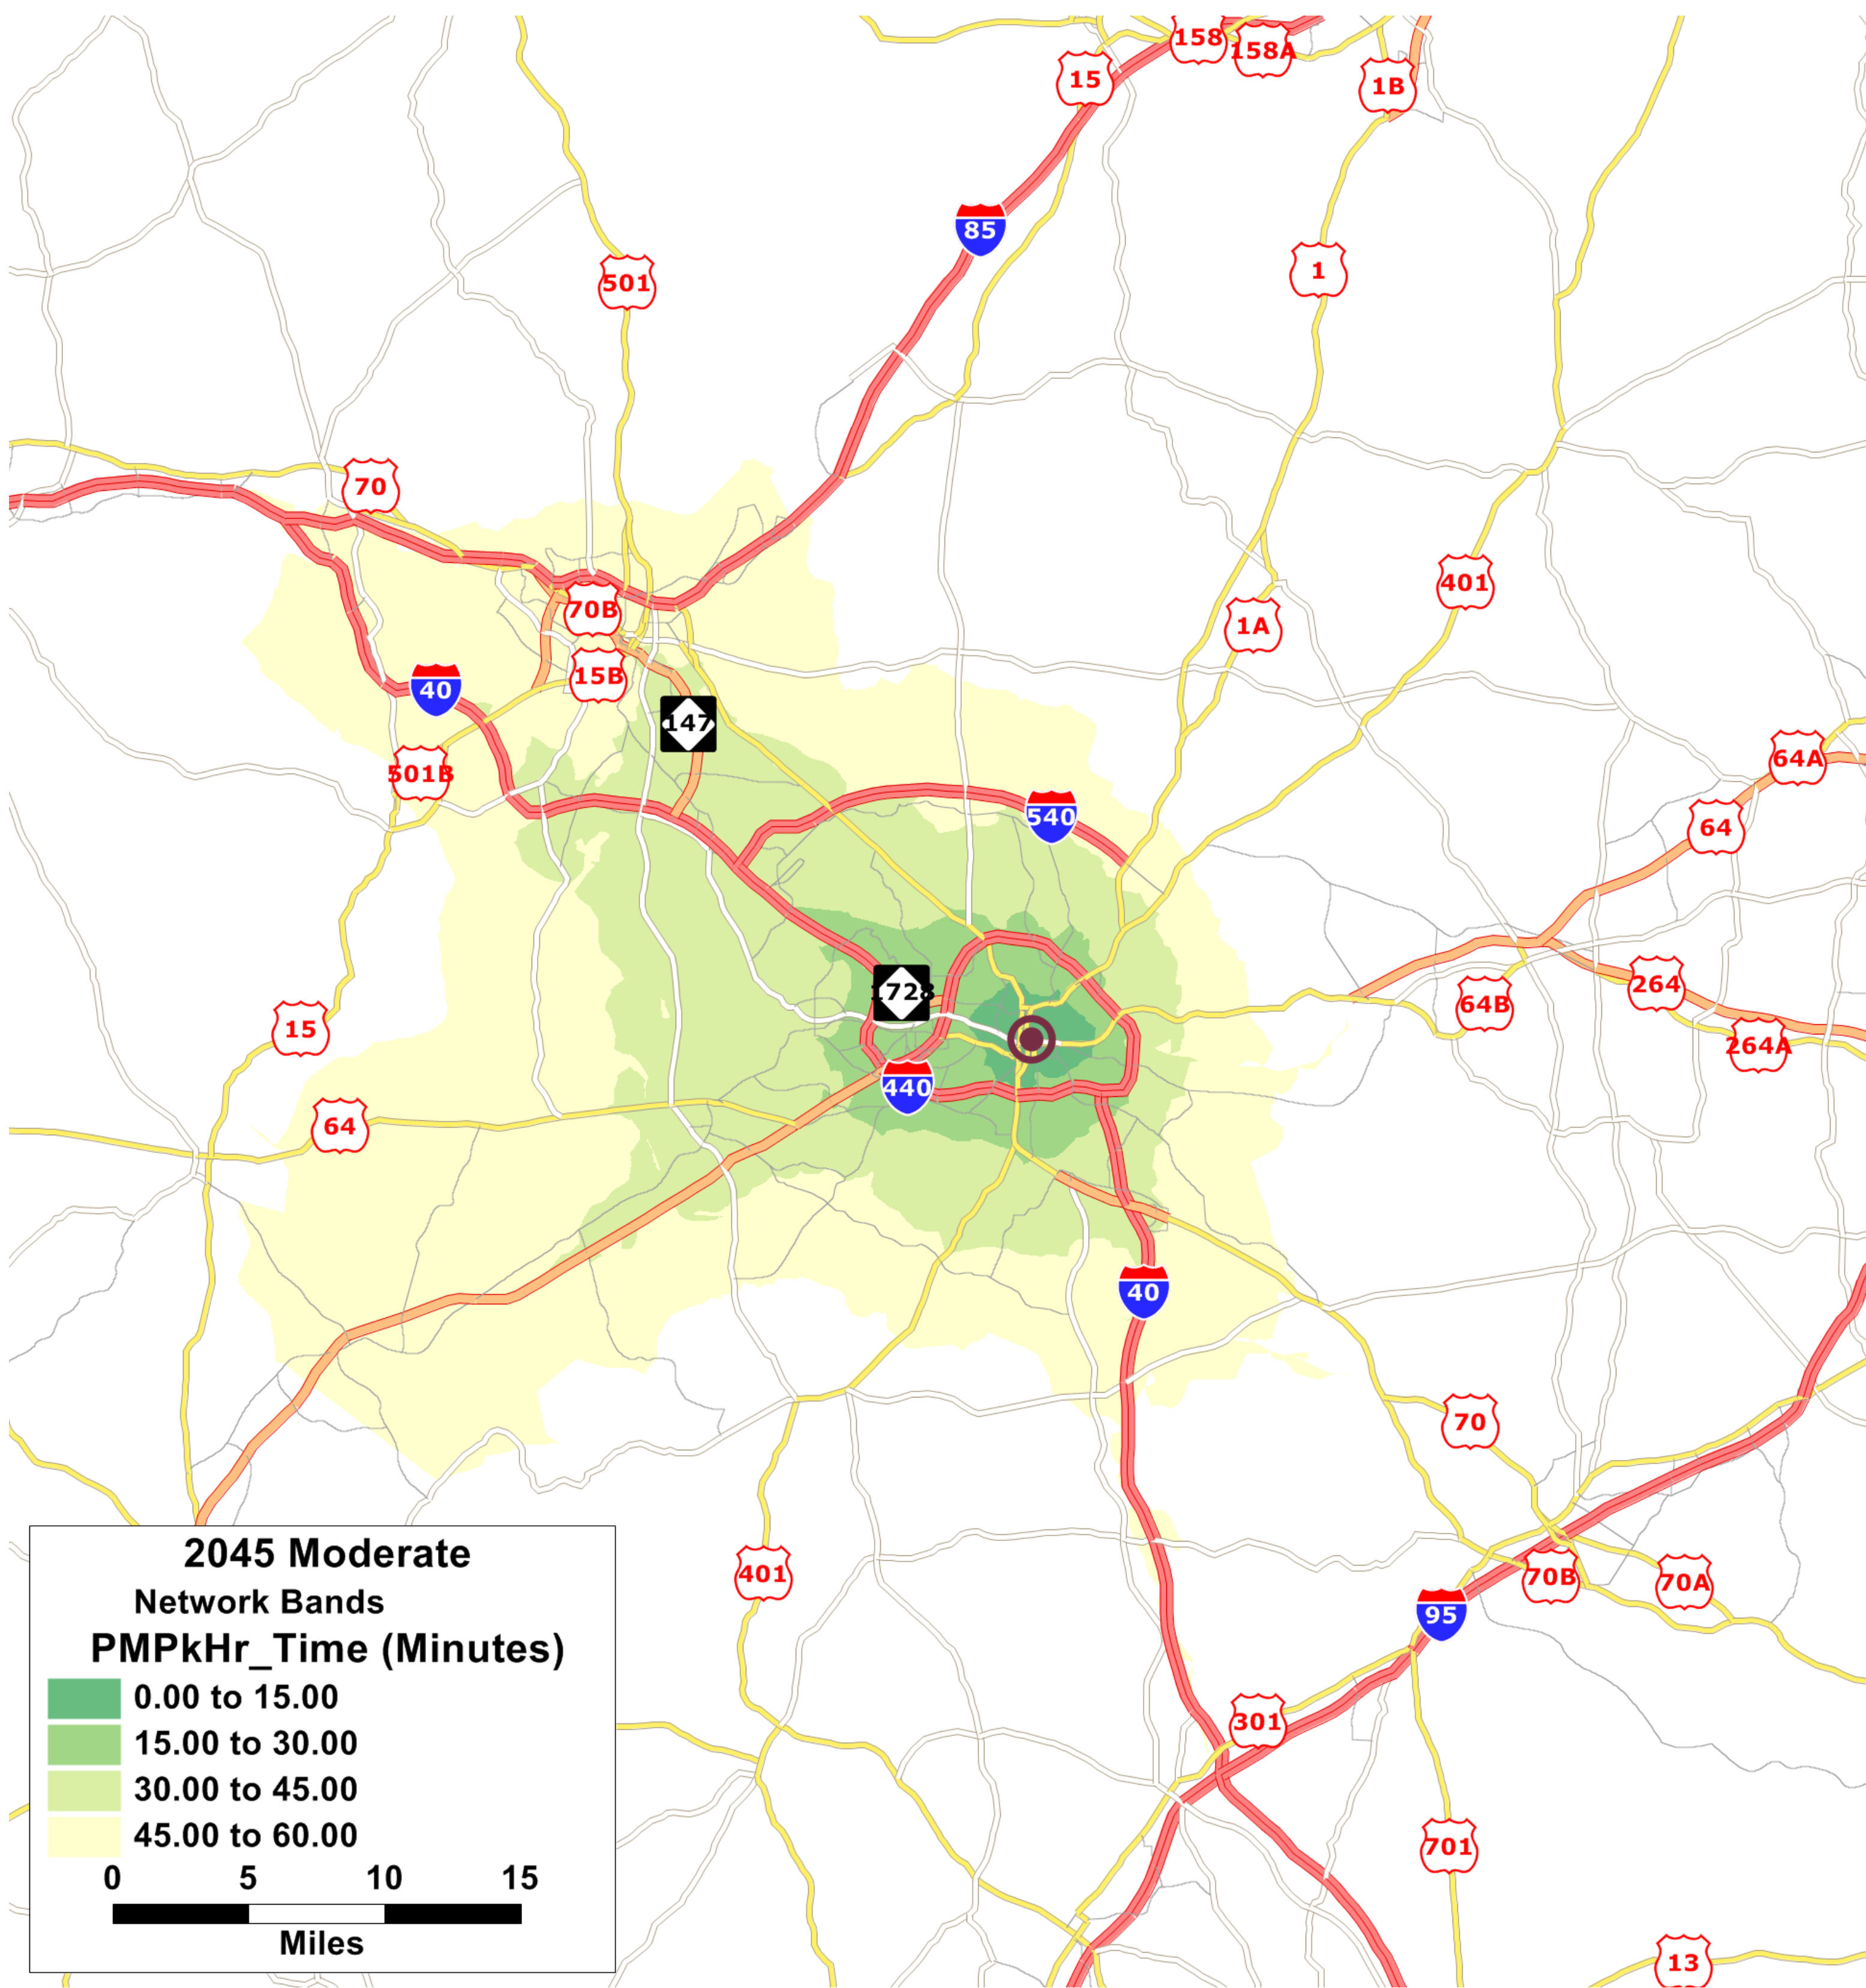 158
158A
15
1B
85
1
501
70
401
70B
1A
15B
40
147
501B
64A
540
64
1728
264
64B
15
264A
440
64
40
70
2045 Moderate
Network Bands
PMPkHr_Time (Minutes)
0.00 to 15.00
15.00 to 30.00
30.00 to 45.00
45.00 to 60.00
0 5 10 15
Miles
401
70B
70A
95
301
701
13